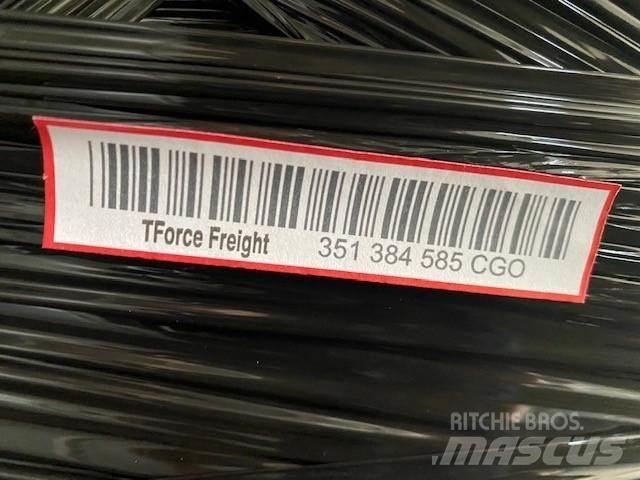 TForce Freight 351 384 585 CGO
RITCHIE BROS.
MASCUS